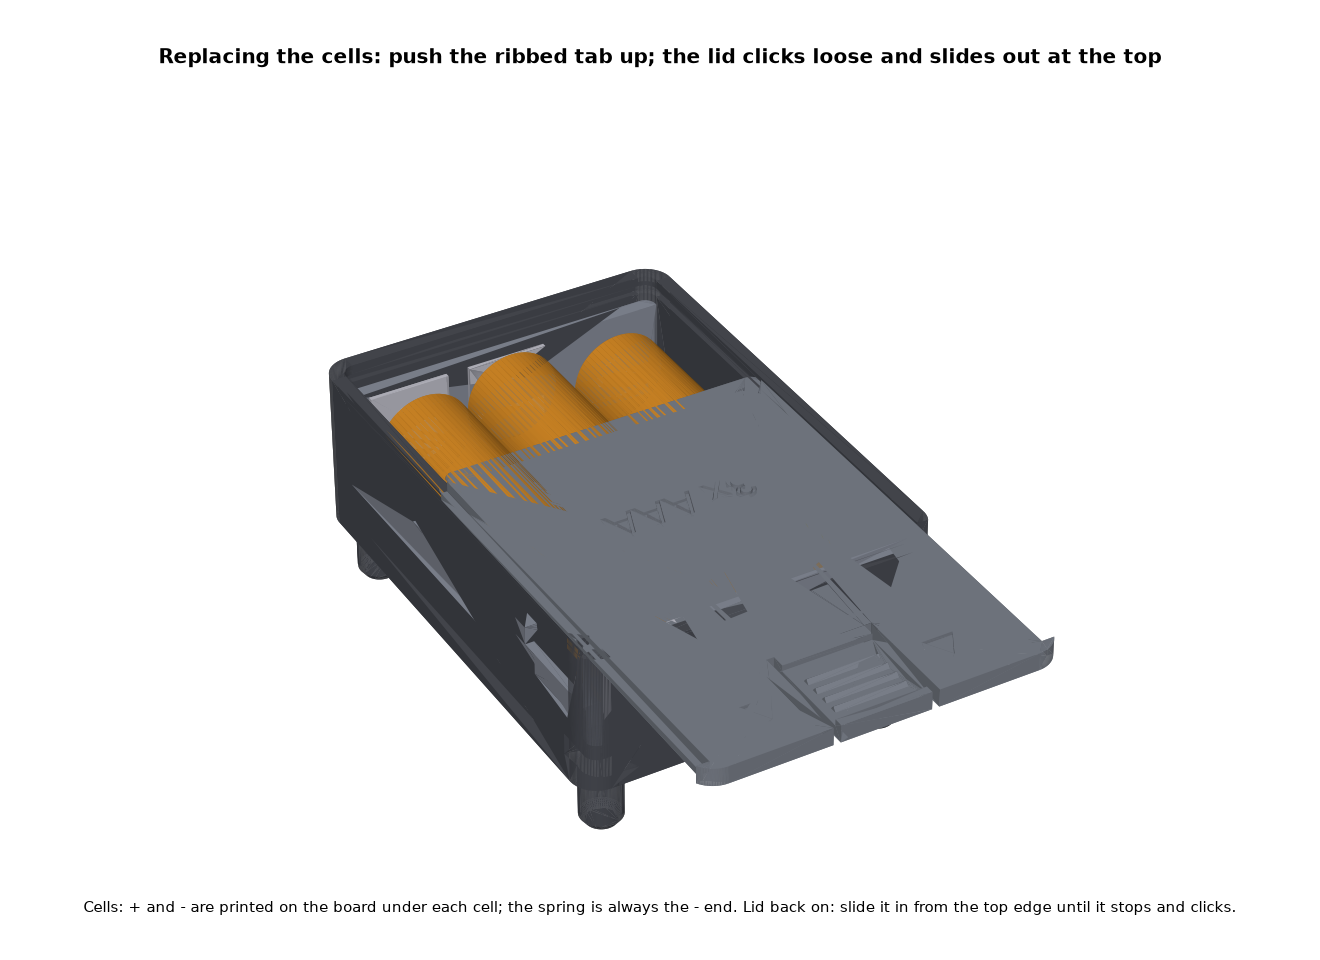 Replacing the cells: push the ribbed tab up; the lid clicks loose and slides out at the top
3x AAA
Cells: + and - are printed on the board under each cell; the spring is always the - end. Lid back on: slide it in from the top edge until it stops and clicks.